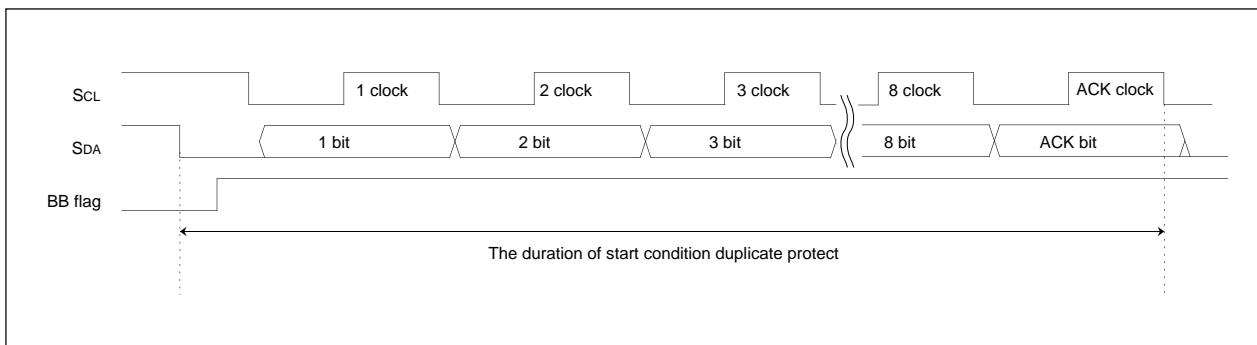 SCL
1 clock
2 clock
3 clock
8 clock
ACK clock
SDA
1 bit
2 bit
3 bit
8 bit
ACK bit
BB flag
The duration of start condition duplicate protect